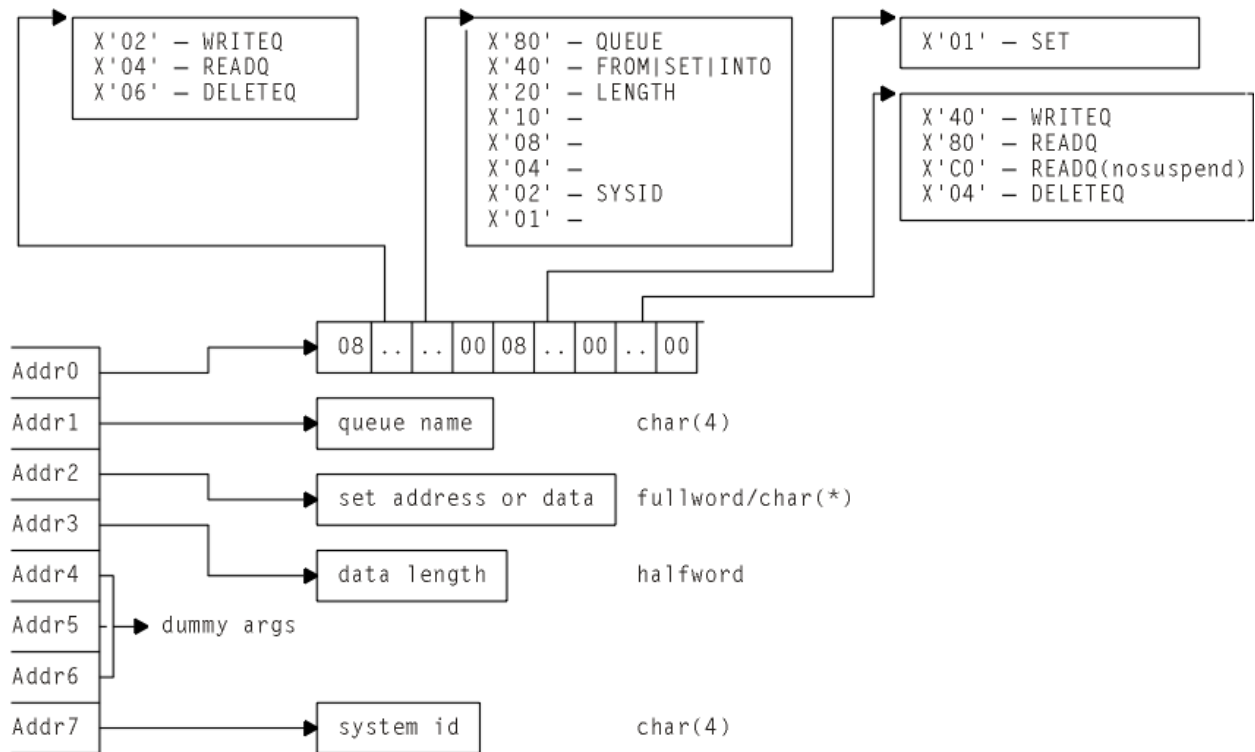 X'02' — WRITEQ
X'04' — READQ
X'06' — DELETEQ
X'80' — QUEUE
X'40' — FROM|SET|INTO
X'20' — LENGTH
X'10' —
X'08' —
X'04' —
X'02' — SYSID
X'01' —
X'01' — SET
X'40' — WRITEQ
X'80' — READQ
X'C0' — READQ(nosuspend)
X'04' — DELETEQ
08 .. .. 00 08 .. 00 .. 00
Addr0
Addr1 queue name char(4)
Addr2 set address or data fullword/char(*)
Addr3
Addr4 data length halfword
Addr5 dummy args
Addr6
Addr7 system id char(4)